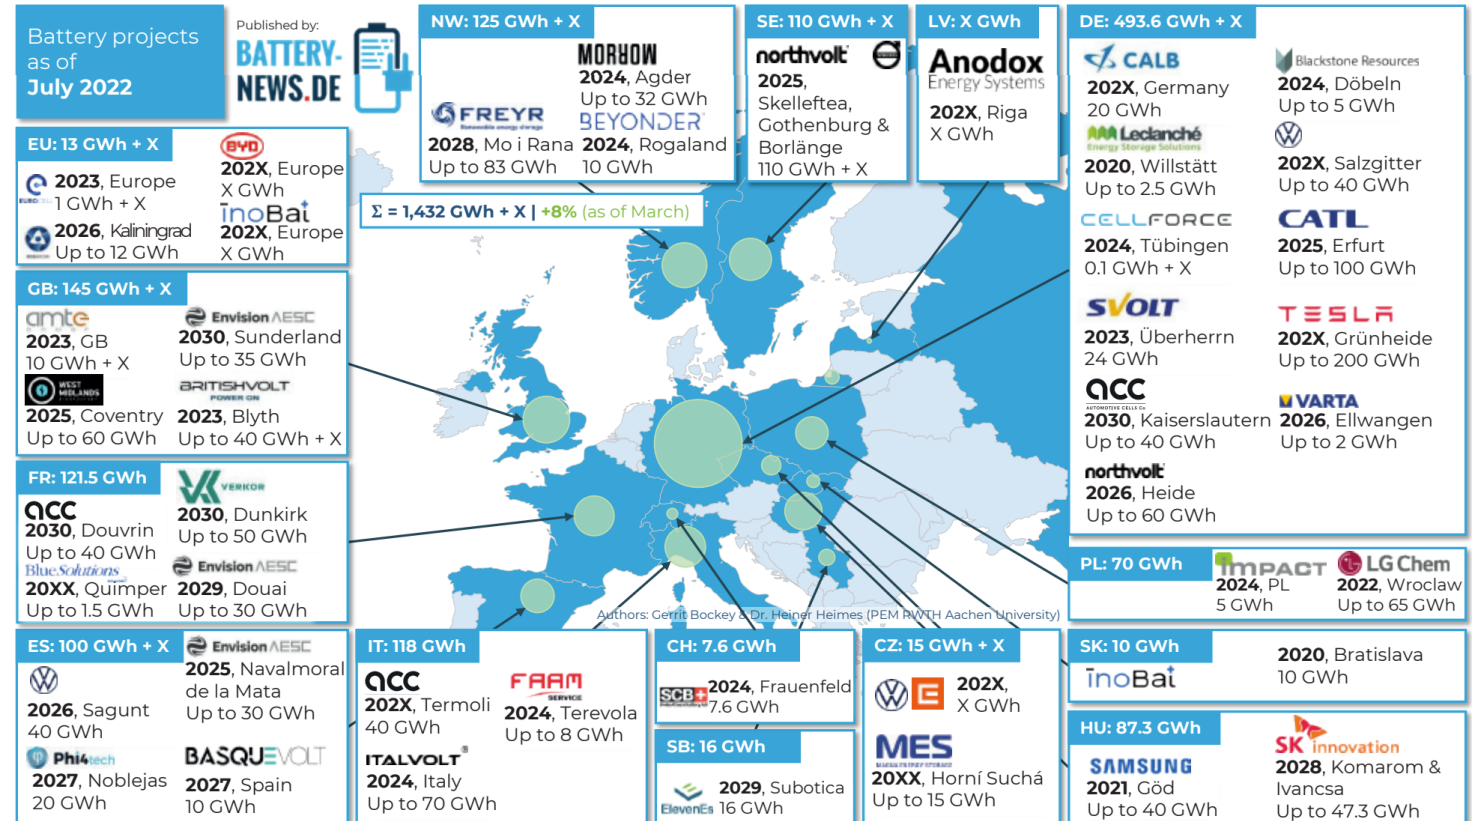 Battery projects
as of
July 2022
Published by:
BATTERY-
NEWS.DE
NW: 125 GWh + X
FREYR
Renewable energy storage
2028, Mo i Rana
Up to 83 GWh
MORROW
2024, Agder
Up to 32 GWh
BEYONDER
2024, Rogaland
10 GWh
SE: 110 GWh + X
northvolt
VOLVO
2025,
Skelleftea,
Gothenburg &
Borlänge
110 GWh + X
LV: X GWh
Anodox
Energy Systems
202X, Riga
X GWh
DE: 493.6 GWh + X
CALB
202X, Germany
20 GWh
Leclanché
Energy Storage Solutions
2020, Willstätt
Up to 2.5 GWh
CELLFORCE
2024, Tübingen
0.1 GWh + X
SVOLT
2023, Überherrn
24 GWh
acc
AUTOMOTIVE CELLS Co
2030, Kaiserslautern
Up to 40 GWh
northvolt
2026, Heide
Up to 60 GWh
Blackstone Resources
2024, Döbeln
Up to 5 GWh
202X, Salzgitter
Up to 40 GWh
CATL
2025, Erfurt
Up to 100 GWh
TESLA
202X, Grünheide
Up to 200 GWh
VARTA
2026, Ellwangen
Up to 2 GWh
EU: 13 GWh + X
EUROCELL
2023, Europe
1 GWh + X
2026, Kaliningrad
Up to 12 GWh
BYD
202X, Europe
X GWh
inoBat
202X, Europe
X GWh
Σ = 1,432 GWh + X | +8% (as of March)
GB: 145 GWh + X
amte
POWER
2023, GB
10 GWh + X
WEST
MIDLANDS
2025, Coventry
Up to 60 GWh
Envision AESC
2030, Sunderland
Up to 35 GWh
BRITISHVOLT
POWER ON
2023, Blyth
Up to 40 GWh + X
FR: 121.5 GWh
acc
2030, Douvrin
Up to 40 GWh
Blue Solutions
20XX, Quimper
Up to 1.5 GWh
VERKOR
2030, Dunkirk
Up to 50 GWh
Envision AESC
2029, Douai
Up to 30 GWh
Authors: Gerrit Bockey & Dr. Heiner Heimes (PEM RWTH Aachen University)
PL: 70 GWh
IMPACT
2024, PL
5 GWh
LG Chem
2022, Wroclaw
Up to 65 GWh
ES: 100 GWh + X
2026, Sagunt
40 GWh
Phi4tech
2027, Noblejas
20 GWh
Envision AESC
2025, Navalmoral
de la Mata
Up to 30 GWh
BASQUEVOLT
2027, Spain
10 GWh
IT: 118 GWh
acc
202X, Termoli
40 GWh
ITALVOLT®
2024, Italy
Up to 70 GWh
FAAM
SERVICE
2024, Terevola
Up to 8 GWh
CH: 7.6 GWh
SCB
2024, Frauenfeld
7.6 GWh
SB: 16 GWh
ElevenEs
2029, Subotica
16 GWh
CZ: 15 GWh + X
202X,
X GWh
MES
20XX, Horní Suchá
Up to 15 GWh
SK: 10 GWh
inoBat
2020, Bratislava
10 GWh
HU: 87.3 GWh
SAMSUNG
2021, Göd
Up to 40 GWh
SK innovation
2028, Komarom &
Ivancsa
Up to 47.3 GWh